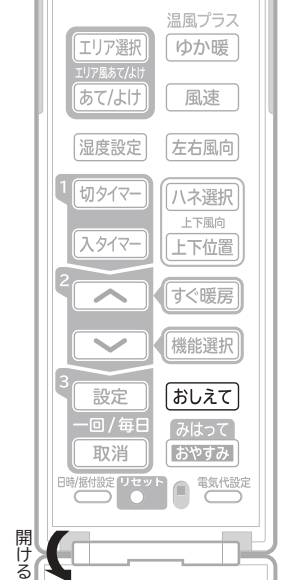 温風プラス
エリア選択 ゆか暖
エリア風あて/よけ
あて/よけ 風速
湿度設定 左右風向
1
切タイマー ハネ選択
上下風向
入タイマー 上下位置
2
すぐ暖房
機能選択
3
設定 おしえて
一回/毎日 みはって
取消 おやすみ
日時/据付設定 リセット 電気代設定
開ける